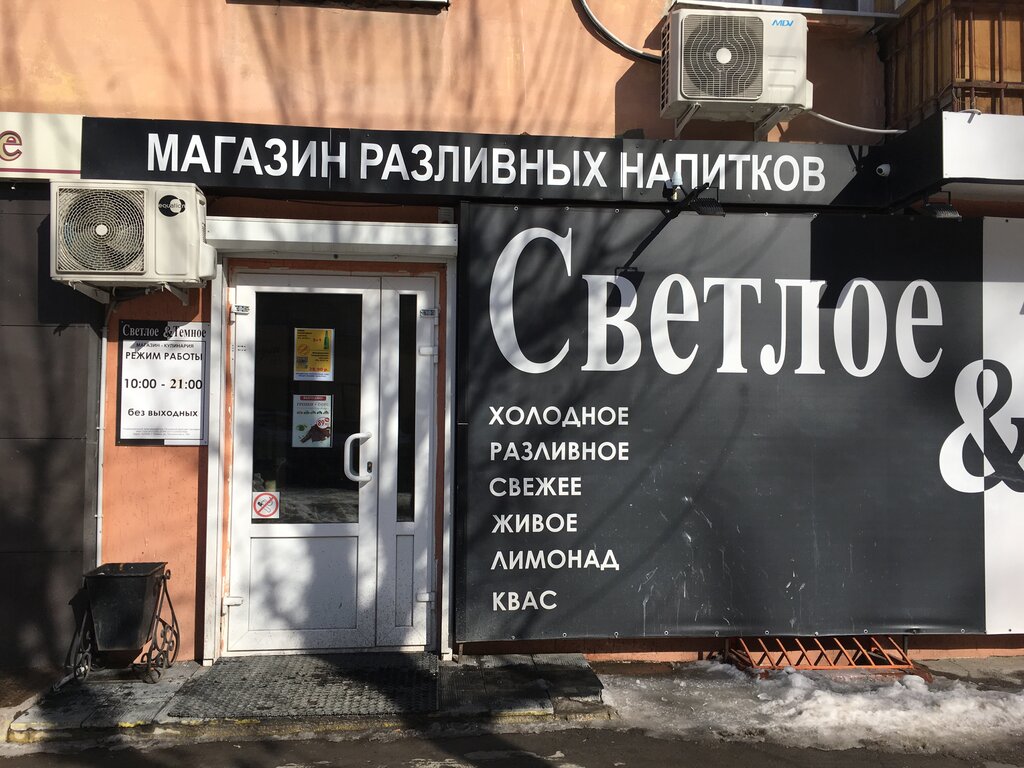 МАГАЗИН РАЗЛИВНЫХ НАПИТКОВ
MDV
Светлое &
ХОЛОДНОЕ
РАЗЛИВНОЕ
СВЕЖЕЕ
ЖИВОЕ
ЛИМОНАД
КВАС
Светлое & Темное
МАГАЗИН - КУЛИНАРИЯ
РЕЖИМ РАБОТЫ
10:00 - 21:00
без выходных